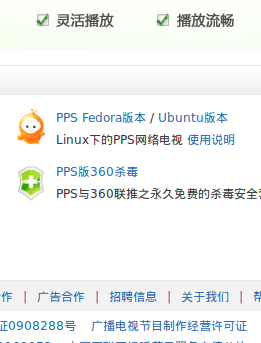 灵活播放 播放流畅
PPS Fedora版本 / Ubuntu版本
Linux下的PPS网络电视 使用说明
PPS版360杀毒
PPS与360联推之永久免费的杀毒安全
作 | 广告合作 | 招聘信息 | 关于我们 |
证0908288号 广播电视节目制作经营许可证